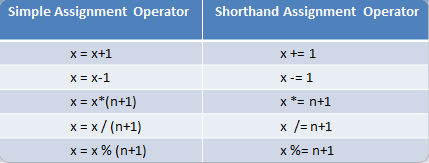 Simple Assignment Operator Shorthand Assignment Operator
x = x+1 x += 1
x = x-1 x -= 1
x = x*(n+1) x *= n+1
x = x / (n+1) x /= n+1
x = x % (n+1) x %= n+1